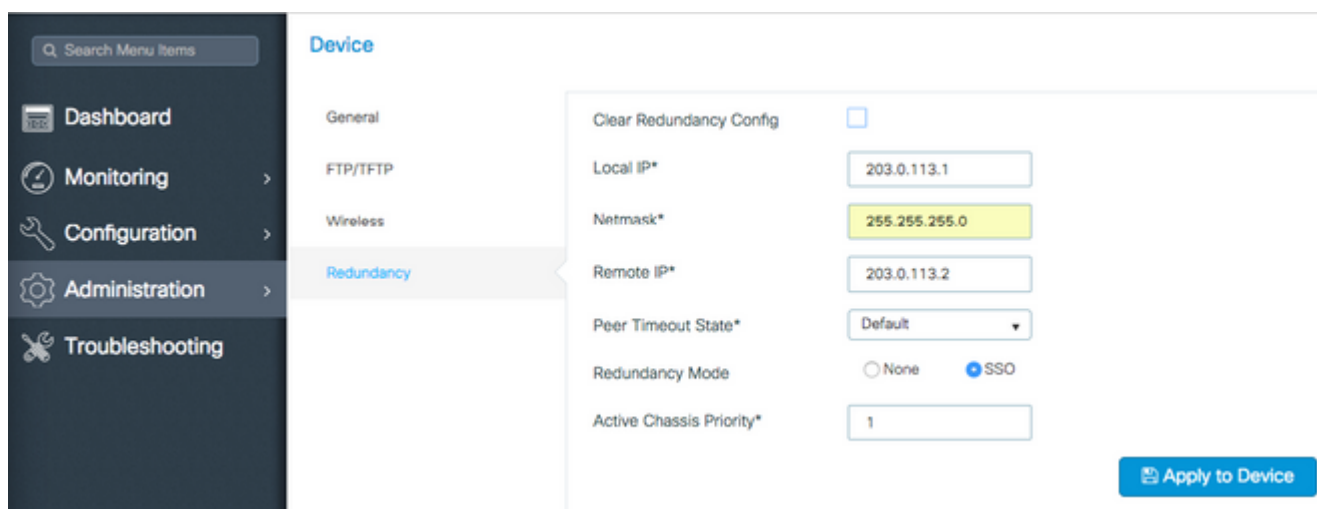 Search Menu Items
Dashboard
Monitoring
Configuration
Administration
Troubleshooting
Device
General
FTP/TFTP
Wireless
Redundancy
Clear Redundancy Config
Local IP* 203.0.113.1
Netmask* 255.255.255.0
Remote IP* 203.0.113.2
Peer Timeout State* Default
Redundancy Mode None SSO
Active Chassis Priority* 1
Apply to Device